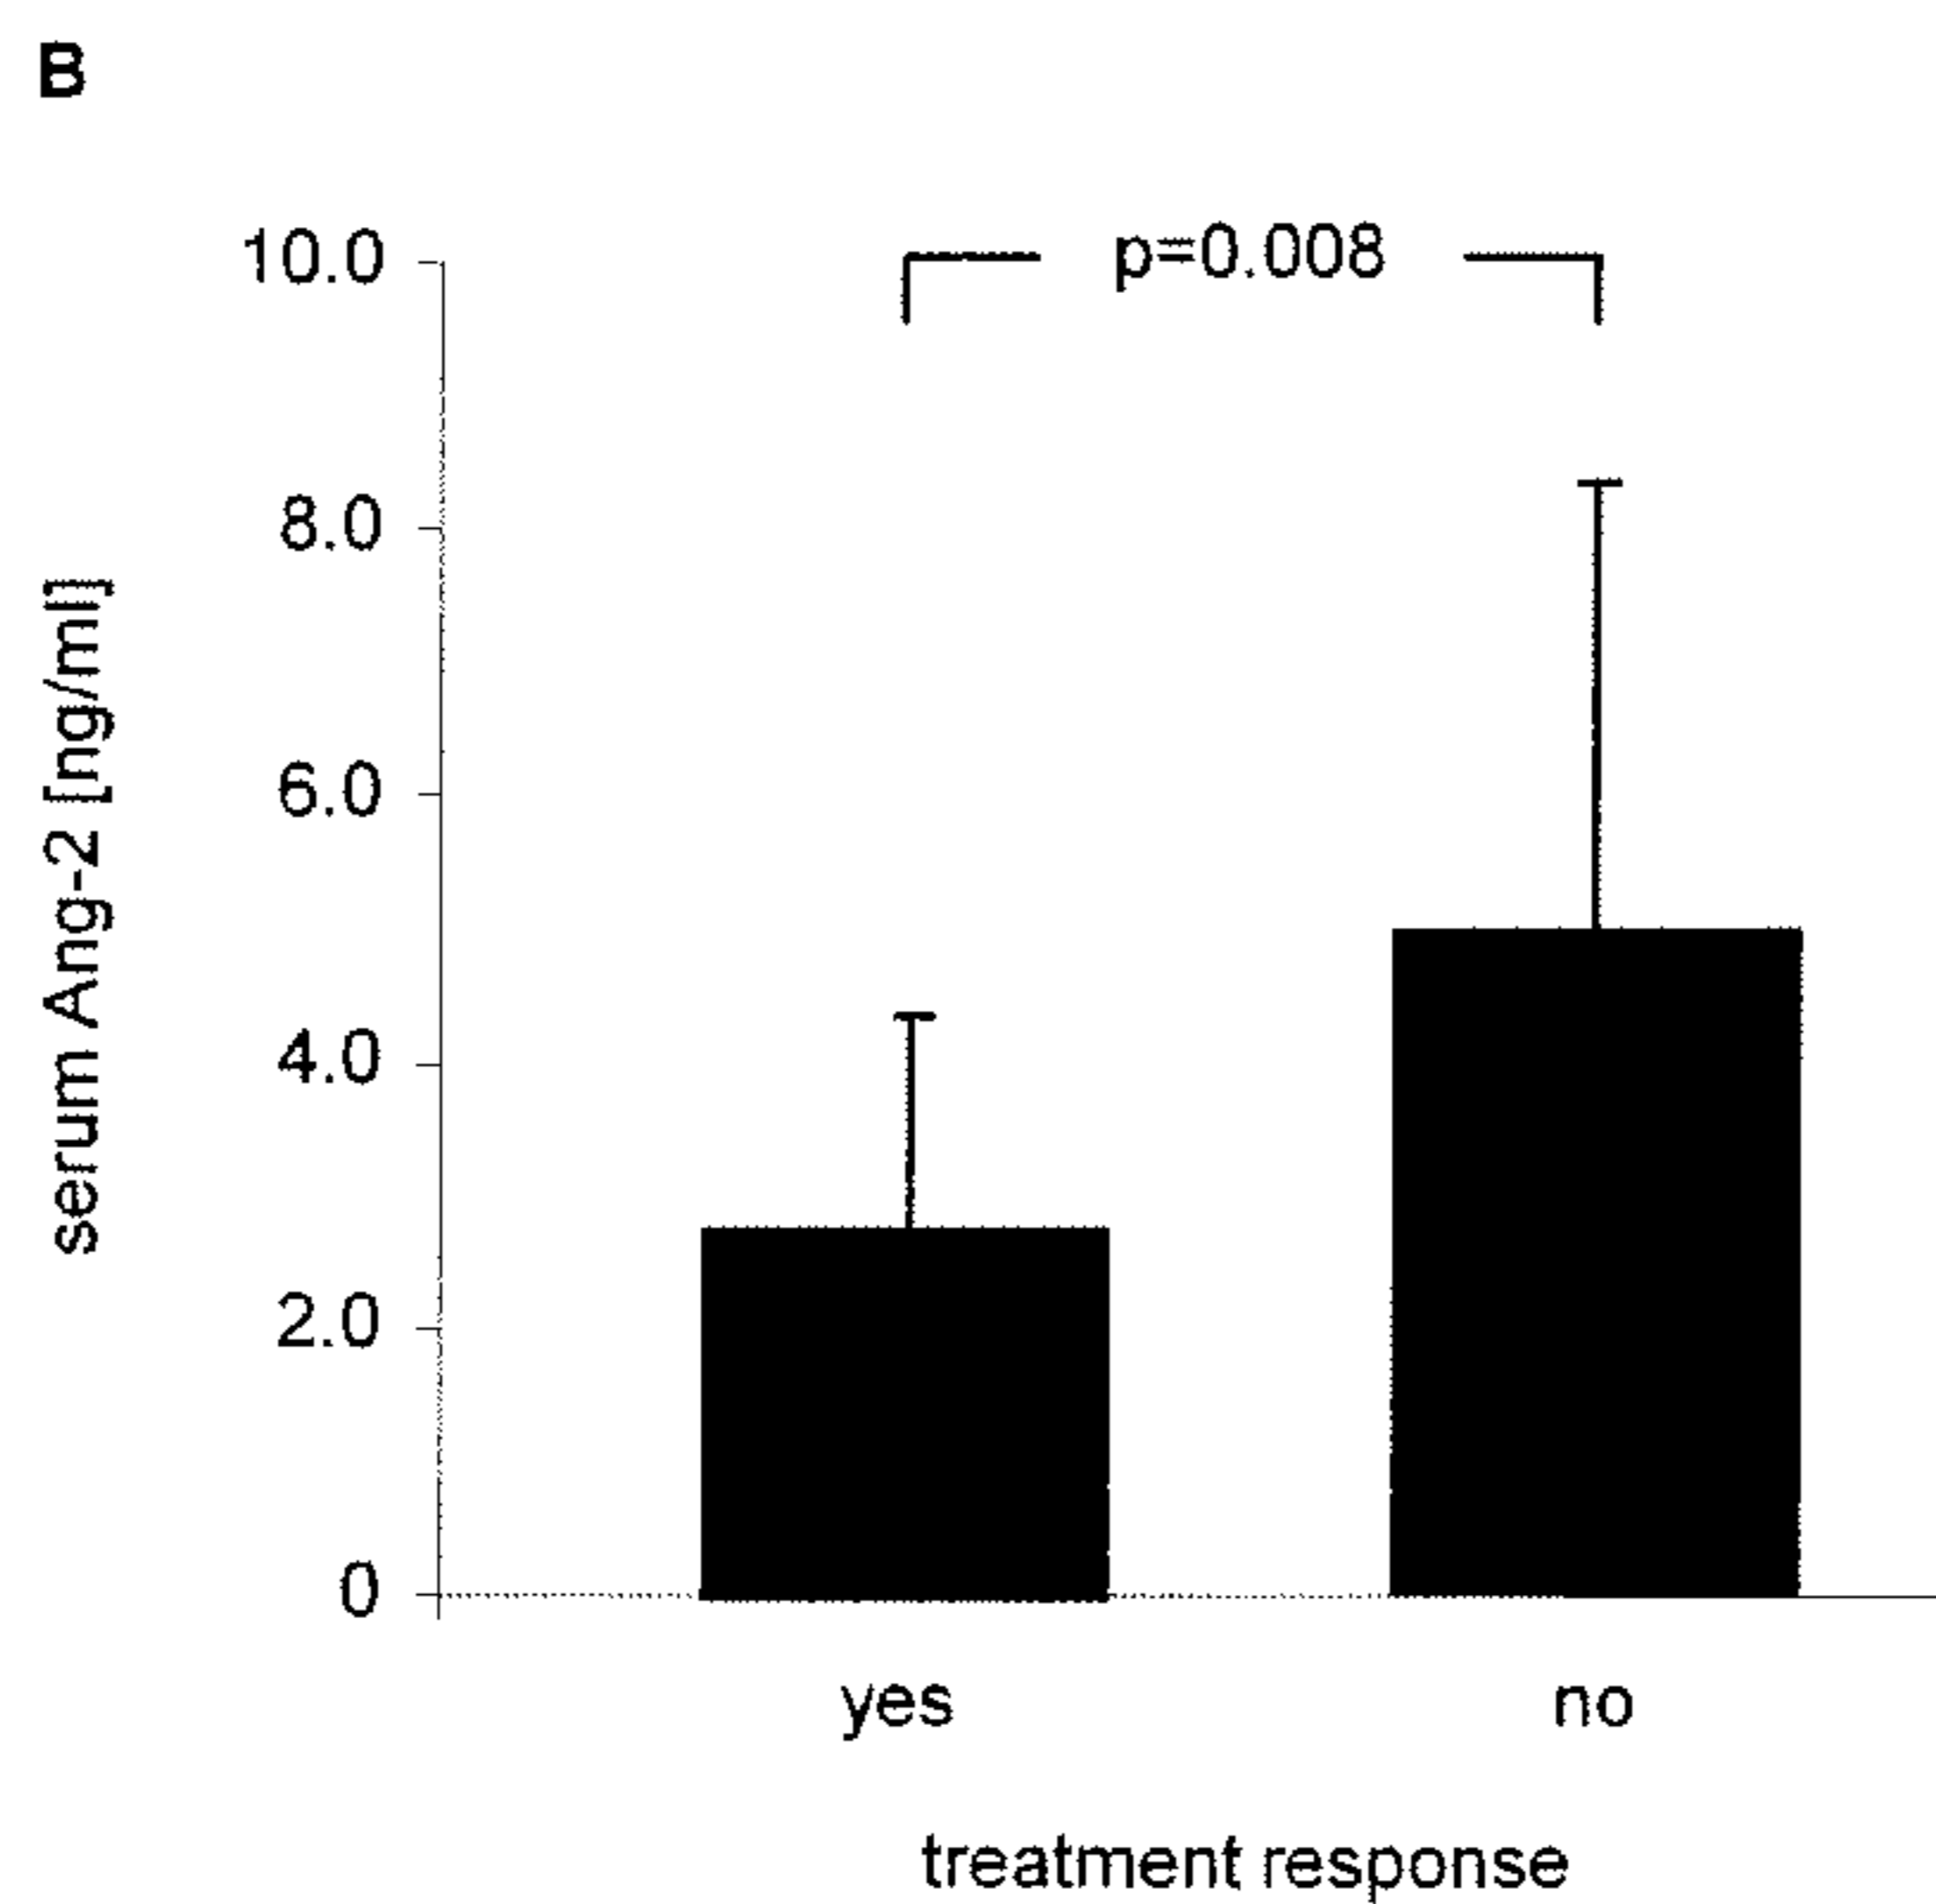 B
p=0.008
10.0
8.0
6.0
4.0
2.0
0
serum Ang-2 [ng/ml]
yes no
treatment response